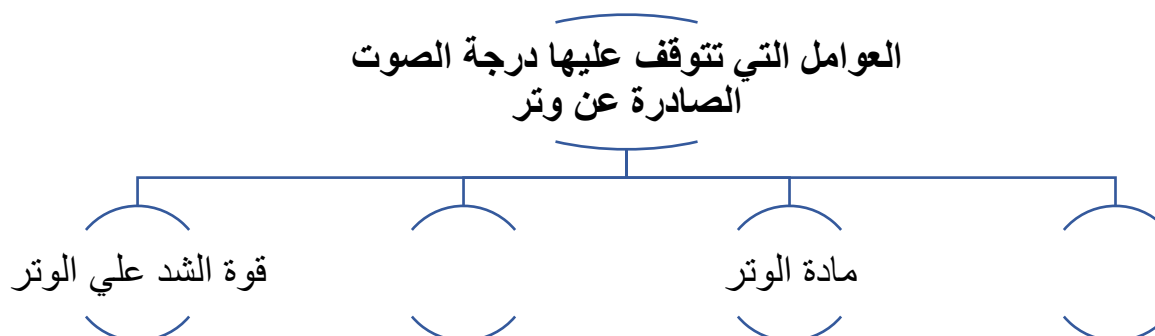 العوامل التي تتوقف عليها درجة الصوت
الصادرة عن وتر
مادة الوتر
قوة الشد علي الوتر